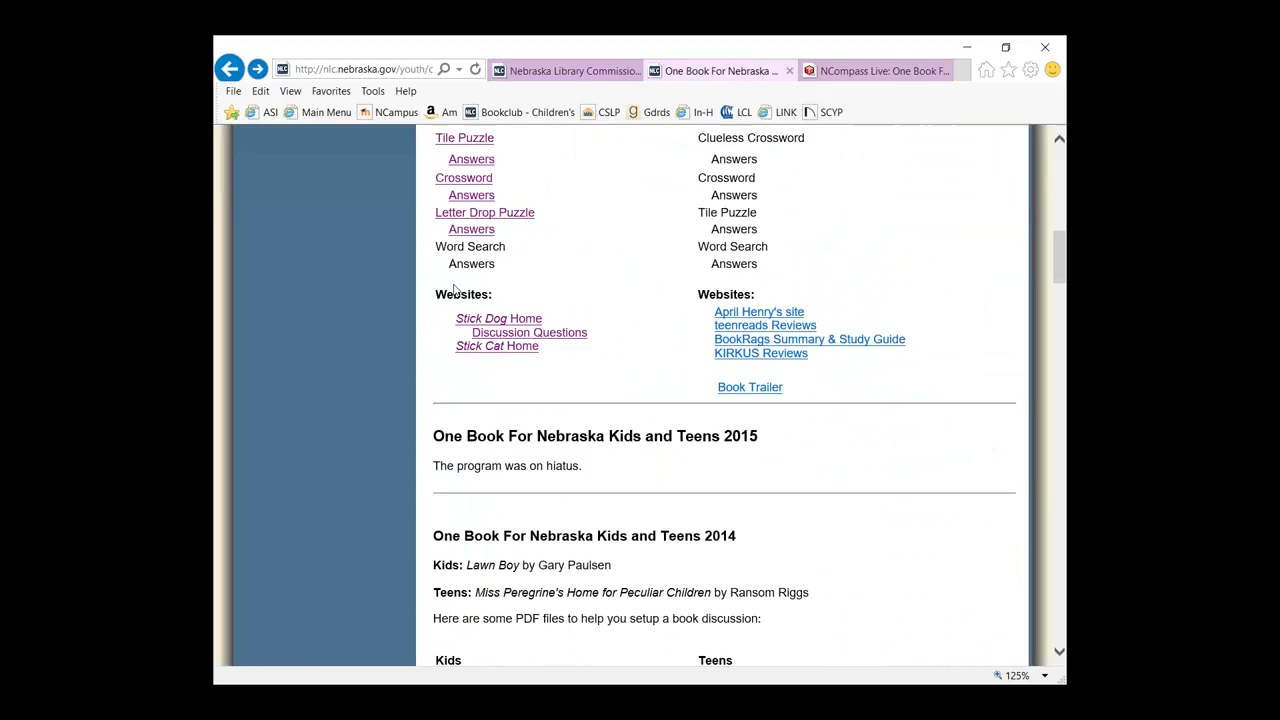 http://nlc.nebraska.gov/youth/c
Nebraska Library Commissio...
One Book For Nebraska ...
NCompass Live: One Book F...
File Edit View Favorites Tools Help
ASI Main Menu NCampus Am Bookclub - Children's CSLP Gdrds In-H LCL LINK SCYP
Tile Puzzle
Answers
Crossword
Answers
Letter Drop Puzzle
Answers
Word Search
Answers
Websites:
Stick Dog Home
Discussion Questions
Stick Cat Home
Clueless Crossword
Answers
Crossword
Answers
Tile Puzzle
Answers
Word Search
Answers
Websites:
April Henry's site
teenreads Reviews
BookRags Summary & Study Guide
KIRKUS Reviews
Book Trailer
One Book For Nebraska Kids and Teens 2015
The program was on hiatus.
One Book For Nebraska Kids and Teens 2014
Kids: Lawn Boy by Gary Paulsen
Teens: Miss Peregrine's Home for Peculiar Children by Ransom Riggs
Here are some PDF files to help you setup a book discussion:
Kids
Teens
125%